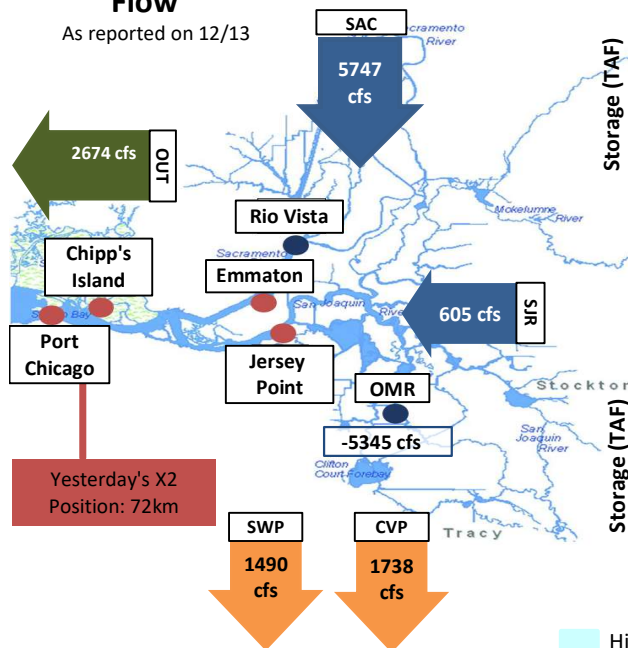 Flow
As reported on 12/13
SAC
Sacramento
River
5747
cfs
Storage (TAF)
2674 cfs
OUT
Mokelumne
River
Rio Vista
Chipp's
Island
Sacramento
Emmaton
San Joaquin
River
605 cfs
SJR
Port
Chicago
Jersey
Point
OMR
Stockton
-5345 cfs
San
Joaquin
River
Storage (TAF)
Clifton
Court Forebay
Yesterday's X2
Position: 72km
SWP
CVP
Tracy
1490
cfs
1738
cfs
Hi